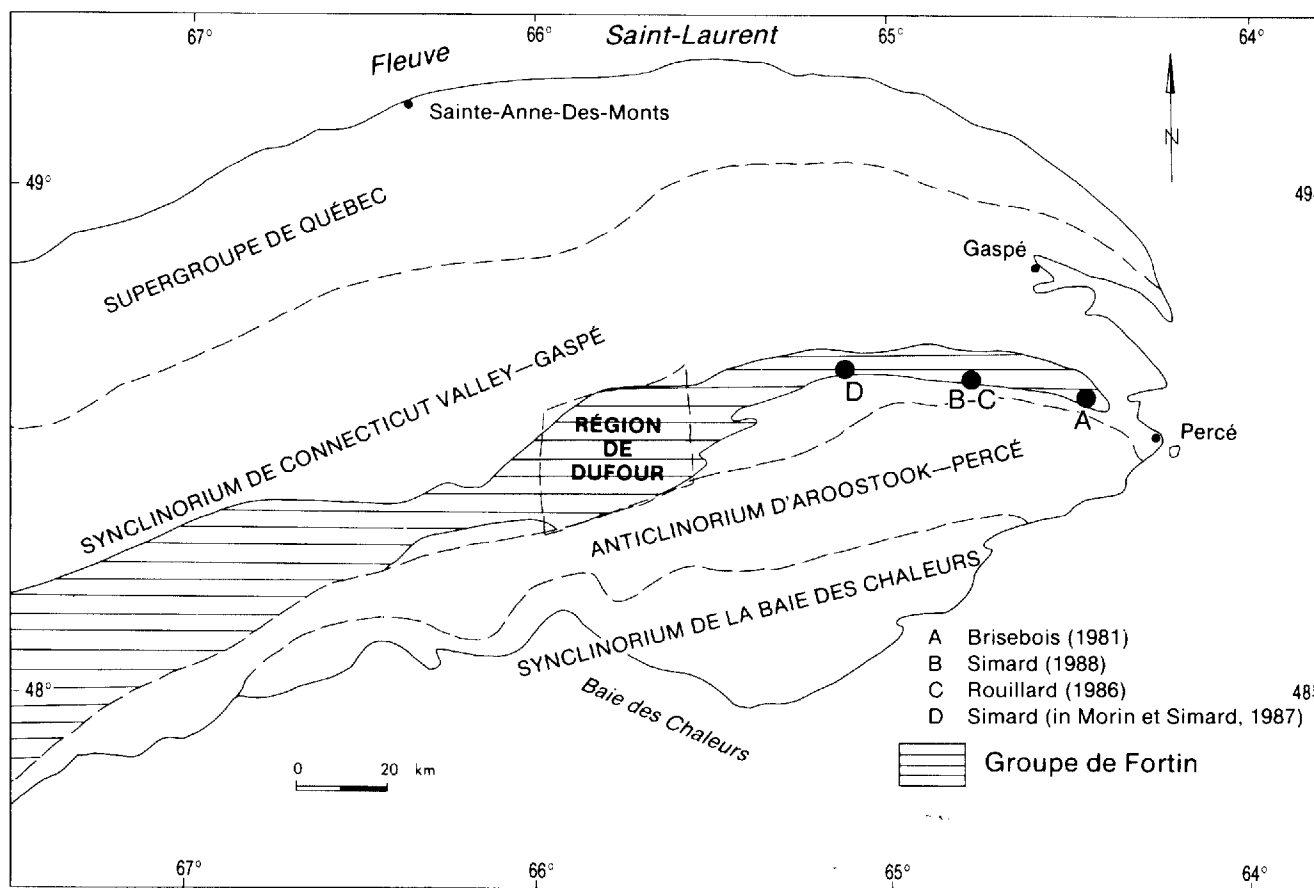 67° 66° 65° 64°
Fleuve Saint-Laurent
Sainte-Anne-Des-Monts
N
49° 49
SUPERGROUPE DE QUÉBEC
Gaspé
SYNCLINORIUM DE CONNECTICUT VALLEY—GASPÉ
D
B-C
A
RÉGION
DE
DUFOUR
Percé
ANTICLINORIUM D'AROOSTOOK—PERCÉ
SYNCLINORIUM DE LA BAIE DES CHALEURS
Baie des Chaleurs
A Brisebois (1981)
B Simard (1988)
C Rouillard (1986)
D Simard (in Morin et Simard, 1987)
48° 48°
Groupe de Fortin
0 20 km
67° 66° 65° 64°